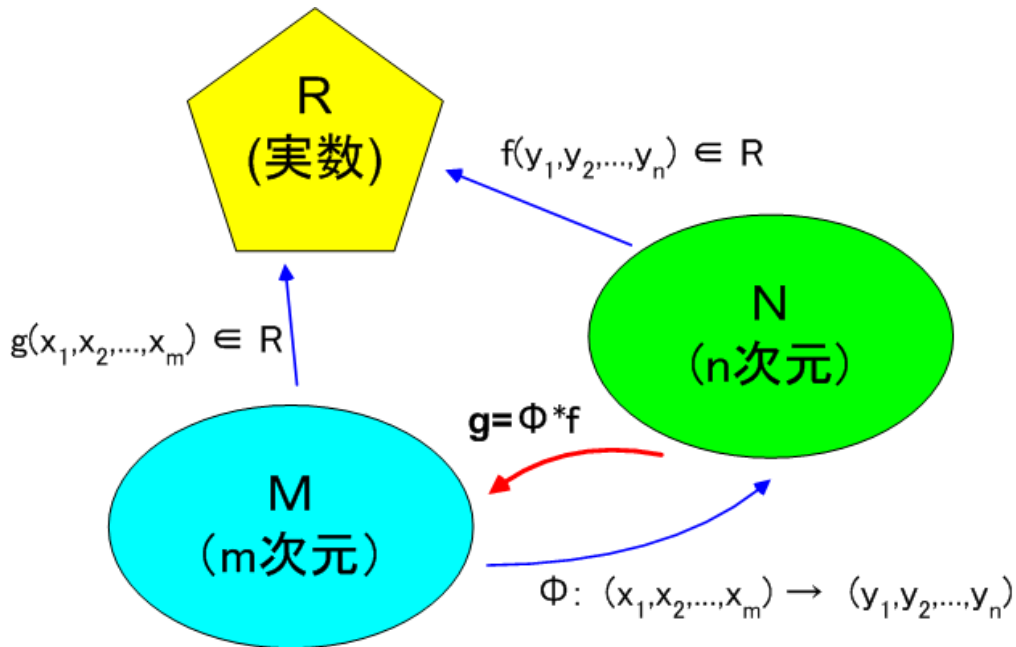 R
(実数)
f(y₁,y₂,...,yₙ) ∈ R
N
(n次元)
g(x₁,x₂,...,xₘ) ∈ R
g=Φ*f
M
(m次元)
Φ: (x₁,x₂,...,xₘ) → (y₁,y₂,...,yₙ)